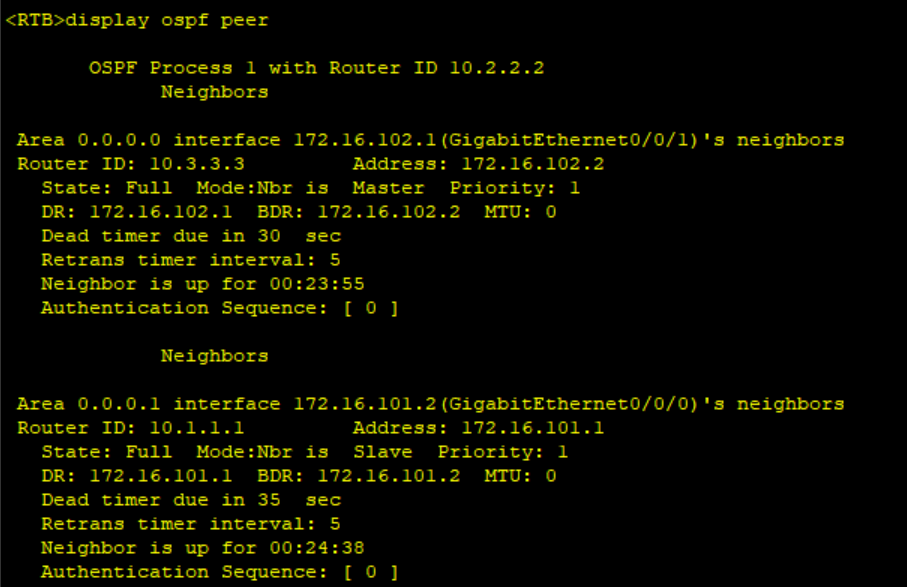 <RTB>display ospf peer
OSPF Process 1 with Router ID 10.2.2.2
Neighbors
Area 0.0.0.0 interface 172.16.102.1(GigabitEthernet0/0/1)'s neighbors
Router ID: 10.3.3.3 Address: 172.16.102.2
State: Full Mode:Nbr is Master Priority: 1
DR: 172.16.102.1 BDR: 172.16.102.2 MTU: 0
Dead timer due in 30 sec
Retrans timer interval: 5
Neighbor is up for 00:23:55
Authentication Sequence: [ 0 ]
Neighbors
Area 0.0.0.1 interface 172.16.101.2(GigabitEthernet0/0/0)'s neighbors
Router ID: 10.1.1.1 Address: 172.16.101.1
State: Full Mode:Nbr is Slave Priority: 1
DR: 172.16.101.1 BDR: 172.16.101.2 MTU: 0
Dead timer due in 35 sec
Retrans timer interval: 5
Neighbor is up for 00:24:38
Authentication Sequence: [ 0 ]